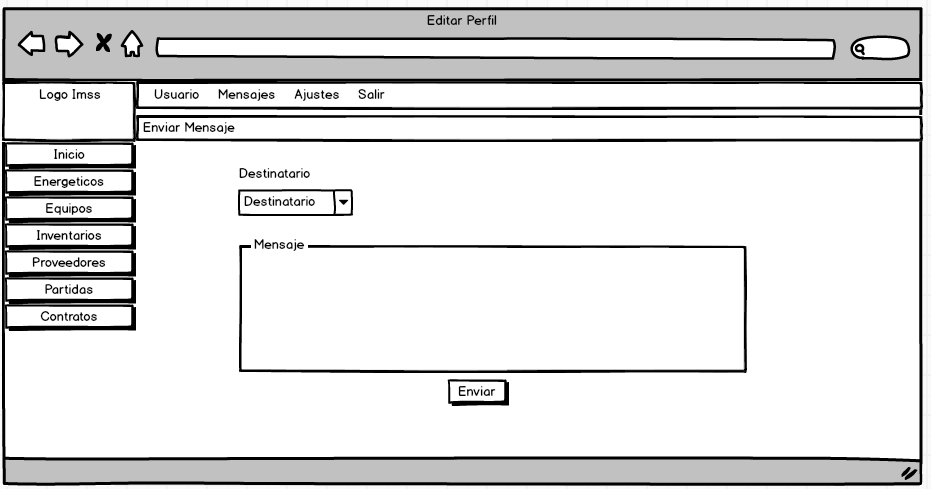 Editar Perfil
Logo Imss
Usuario Mensajes Ajustes Salir
Enviar Mensaje
Inicio
Energeticos
Equipos
Inventarios
Proveedores
Partidas
Contratos
Destinatario
Destinatario
Mensaje
Enviar